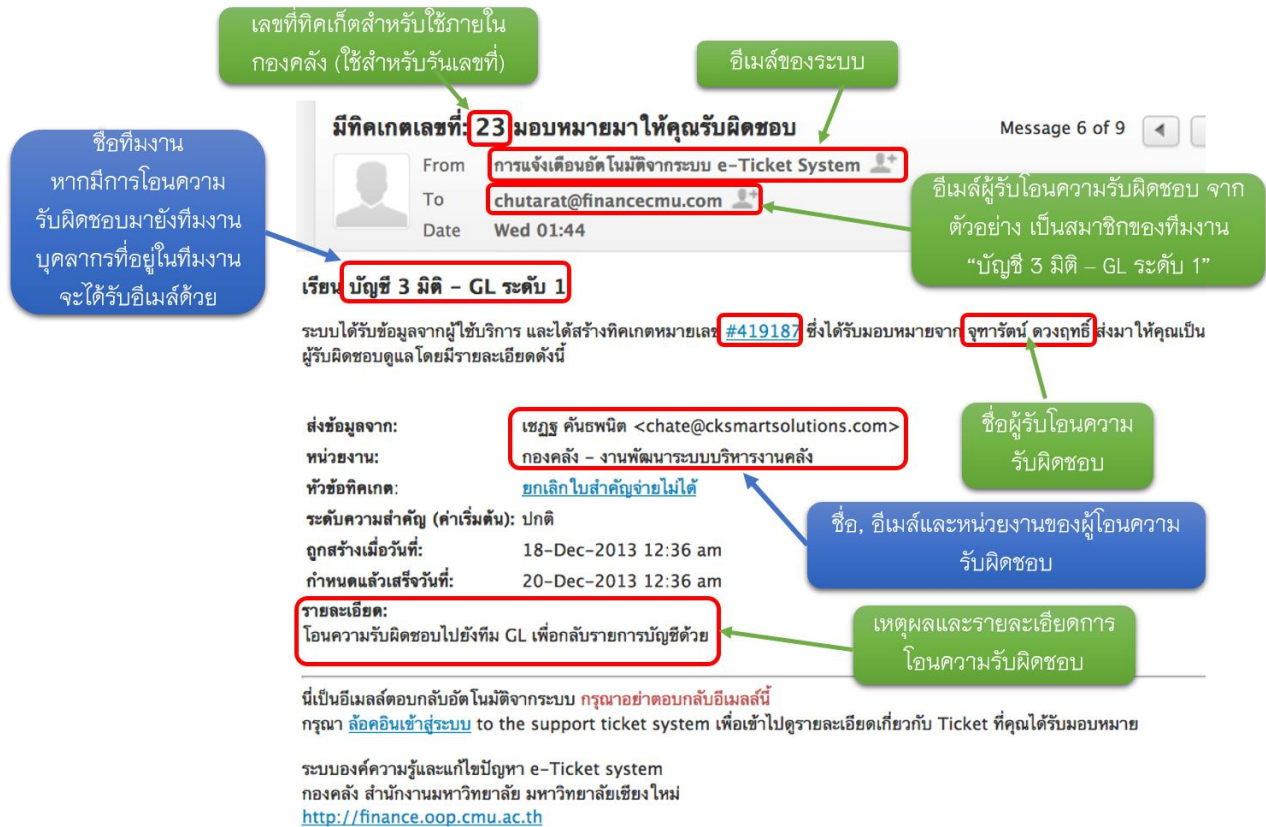 เลขที่ทิคเก็ตสำหรับใช้ภายใน
กองคลัง (ใช้สำหรับรันเลขที่)
อีเมล์ของระบบ
มีทิคเกตเลขที่: 23 มอบหมายมาให้คุณรับผิดชอบ
Message 6 of 9
ชื่อทีมงาน
หากมีการโอนความ
รับผิดชอบมายังทีมงาน
บุคลากรที่อยู่ในทีมงาน
จะได้รับอีเมล์ด้วย
From การแจ้งเตือนอัตโนมัติจากระบบ e-Ticket System
To chutarat@financecmu.com
Date Wed 01:44
อีเมล์ผู้รับโอนความรับผิดชอบ จาก
ตัวอย่าง เป็นสมาชิกของทีมงาน
“บัญชี 3 มิติ – GL ระดับ 1”
เรียน บัญชี 3 มิติ - GL ระดับ 1
ระบบได้รับข้อมูลจากผู้ใช้บริการ และได้สร้างทิคเกตหมายเลข #419187 ซึ่งได้รับมอบหมายจาก จุฑารัตน์ ดวงฤทธิ์ ส่งมาให้คุณเป็น
ผู้รับผิดชอบดูแลโดยมีรายละเอียดดังนี้
ชื่อผู้รับโอนความ
รับผิดชอบ
ส่งข้อมูลจาก: เชฎฐ คันธพนิต <chate@cksmartsolutions.com>
หน่วยงาน: กองคลัง - งานพัฒนาระบบบริหารงานคลัง
หัวข้อทิคเกต: ยกเลิกใบสำคัญจ่ายไม่ได้
ระดับความสำคัญ (ค่าเริ่มต้น): ปกติ
ถูกสร้างเมื่อวันที่: 18-Dec-2013 12:36 am
กำหนดแล้วเสร็จวันที่: 20-Dec-2013 12:36 am
ชื่อ, อีเมล์และหน่วยงานของผู้โอนความ
รับผิดชอบ
รายละเอียด:
โอนความรับผิดชอบไปยังทีม GL เพื่อกลับรายการบัญชีด้วย
เหตุผลและรายละเอียดการ
โอนความรับผิดชอบ
นี่เป็นอีเมลล์ตอบกลับอัตโนมัติจากระบบ กรุณาอย่าตอบกลับอีเมลล์นี้
กรุณา ล้อคอินเข้าสู่ระบบ to the support ticket system เพื่อเข้าไปดูรายละเอียดเกี่ยวกับ Ticket ที่คุณได้รับมอบหมาย
ระบบองค์ความรู้และแก้ไขปัญหา e-Ticket system
กองคลัง สำนักงานมหาวิทยาลัย มหาวิทยาลัยเชียงใหม่
http://finance.oop.cmu.ac.th